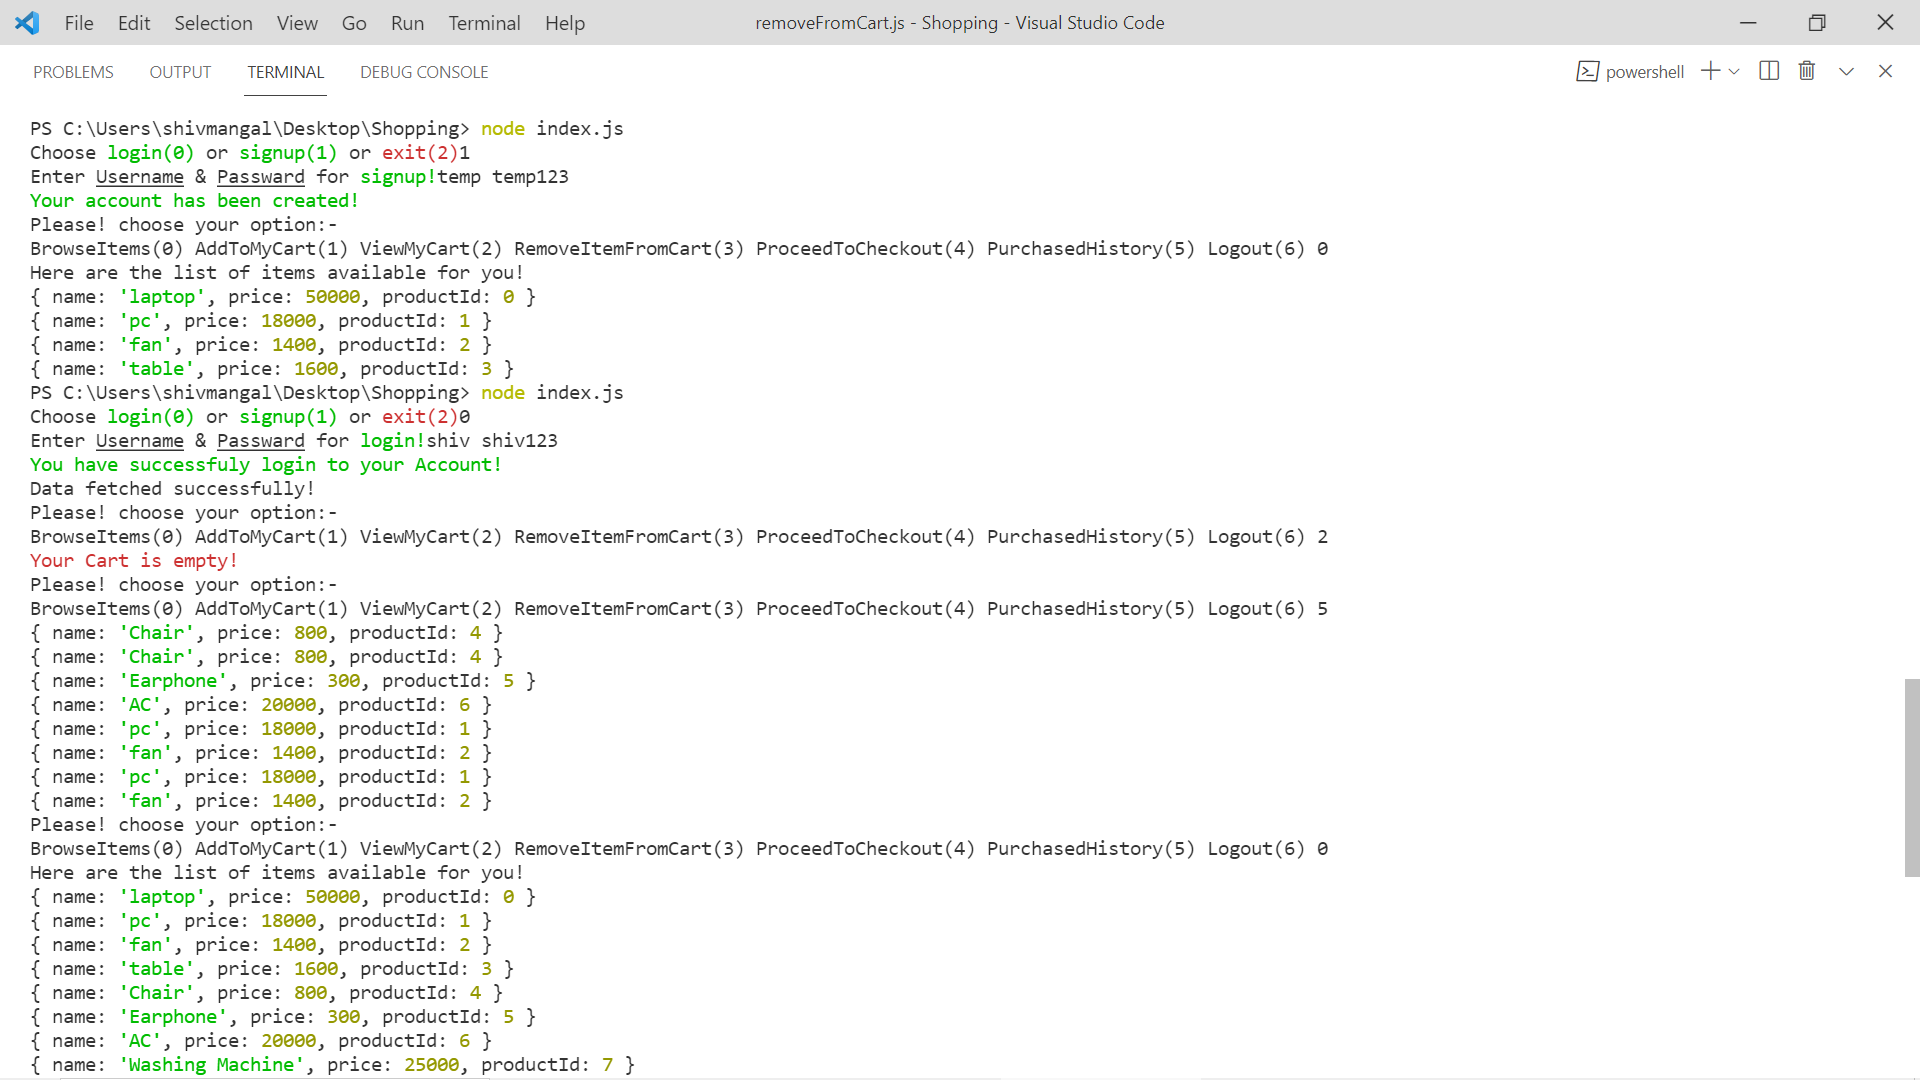 File Edit Selection View Go Run Terminal Help removeFromCart.js - Shopping - Visual Studio Code
PROBLEMS OUTPUT TERMINAL DEBUG CONSOLE powershell
PS C:\Users\shivmangal\Desktop\Shopping> node index.js
Choose login(0) or signup(1) or exit(2)1
Enter Username & Passward for signup!temp temp123
Your account has been created!
Please! choose your option:-
BrowseItems(0) AddToMyCart(1) ViewMyCart(2) RemoveItemFromCart(3) ProceedToCheckout(4) PurchasedHistory(5) Logout(6) 0
Here are the list of items available for you!
{ name: 'laptop', price: 50000, productId: 0 }
{ name: 'pc', price: 18000, productId: 1 }
{ name: 'fan', price: 1400, productId: 2 }
{ name: 'table', price: 1600, productId: 3 }
PS C:\Users\shivmangal\Desktop\Shopping> node index.js
Choose login(0) or signup(1) or exit(2)0
Enter Username & Passward for login!shiv shiv123
You have successfuly login to your Account!
Data fetched successfully!
Please! choose your option:-
BrowseItems(0) AddToMyCart(1) ViewMyCart(2) RemoveItemFromCart(3) ProceedToCheckout(4) PurchasedHistory(5) Logout(6) 2
Your Cart is empty!
Please! choose your option:-
BrowseItems(0) AddToMyCart(1) ViewMyCart(2) RemoveItemFromCart(3) ProceedToCheckout(4) PurchasedHistory(5) Logout(6) 5
{ name: 'Chair', price: 800, productId: 4 }
{ name: 'Chair', price: 800, productId: 4 }
{ name: 'Earphone', price: 300, productId: 5 }
{ name: 'AC', price: 20000, productId: 6 }
{ name: 'pc', price: 18000, productId: 1 }
{ name: 'fan', price: 1400, productId: 2 }
{ name: 'pc', price: 18000, productId: 1 }
{ name: 'fan', price: 1400, productId: 2 }
Please! choose your option:-
BrowseItems(0) AddToMyCart(1) ViewMyCart(2) RemoveItemFromCart(3) ProceedToCheckout(4) PurchasedHistory(5) Logout(6) 0
Here are the list of items available for you!
{ name: 'laptop', price: 50000, productId: 0 }
{ name: 'pc', price: 18000, productId: 1 }
{ name: 'fan', price: 1400, productId: 2 }
{ name: 'table', price: 1600, productId: 3 }
{ name: 'Chair', price: 800, productId: 4 }
{ name: 'Earphone', price: 300, productId: 5 }
{ name: 'AC', price: 20000, productId: 6 }
{ name: 'Washing Machine', price: 25000, productId: 7 }